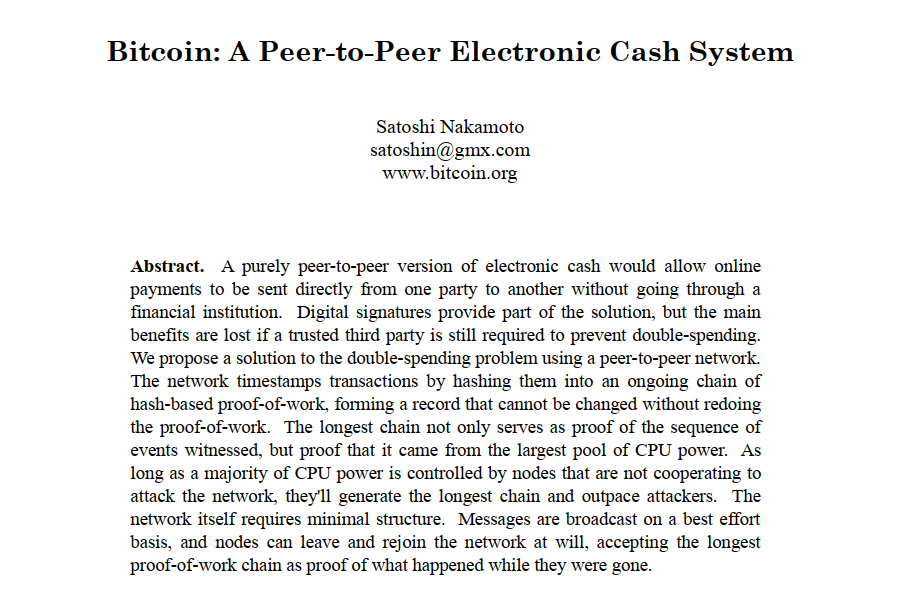 Bitcoin: A Peer-to-Peer Electronic Cash System
Satoshi Nakamoto
satoshin@gmx.com
www.bitcoin.org
Abstract. A purely peer-to-peer version of electronic cash would allow online
payments to be sent directly from one party to another without going through a
financial institution. Digital signatures provide part of the solution, but the main
benefits are lost if a trusted third party is still required to prevent double-spending.
We propose a solution to the double-spending problem using a peer-to-peer network.
The network timestamps transactions by hashing them into an ongoing chain of
hash-based proof-of-work, forming a record that cannot be changed without redoing
the proof-of-work. The longest chain not only serves as proof of the sequence of
events witnessed, but proof that it came from the largest pool of CPU power. As
long as a majority of CPU power is controlled by nodes that are not cooperating to
attack the network, they'll generate the longest chain and outpace attackers. The
network itself requires minimal structure. Messages are broadcast on a best effort
basis, and nodes can leave and rejoin the network at will, accepting the longest
proof-of-work chain as proof of what happened while they were gone.